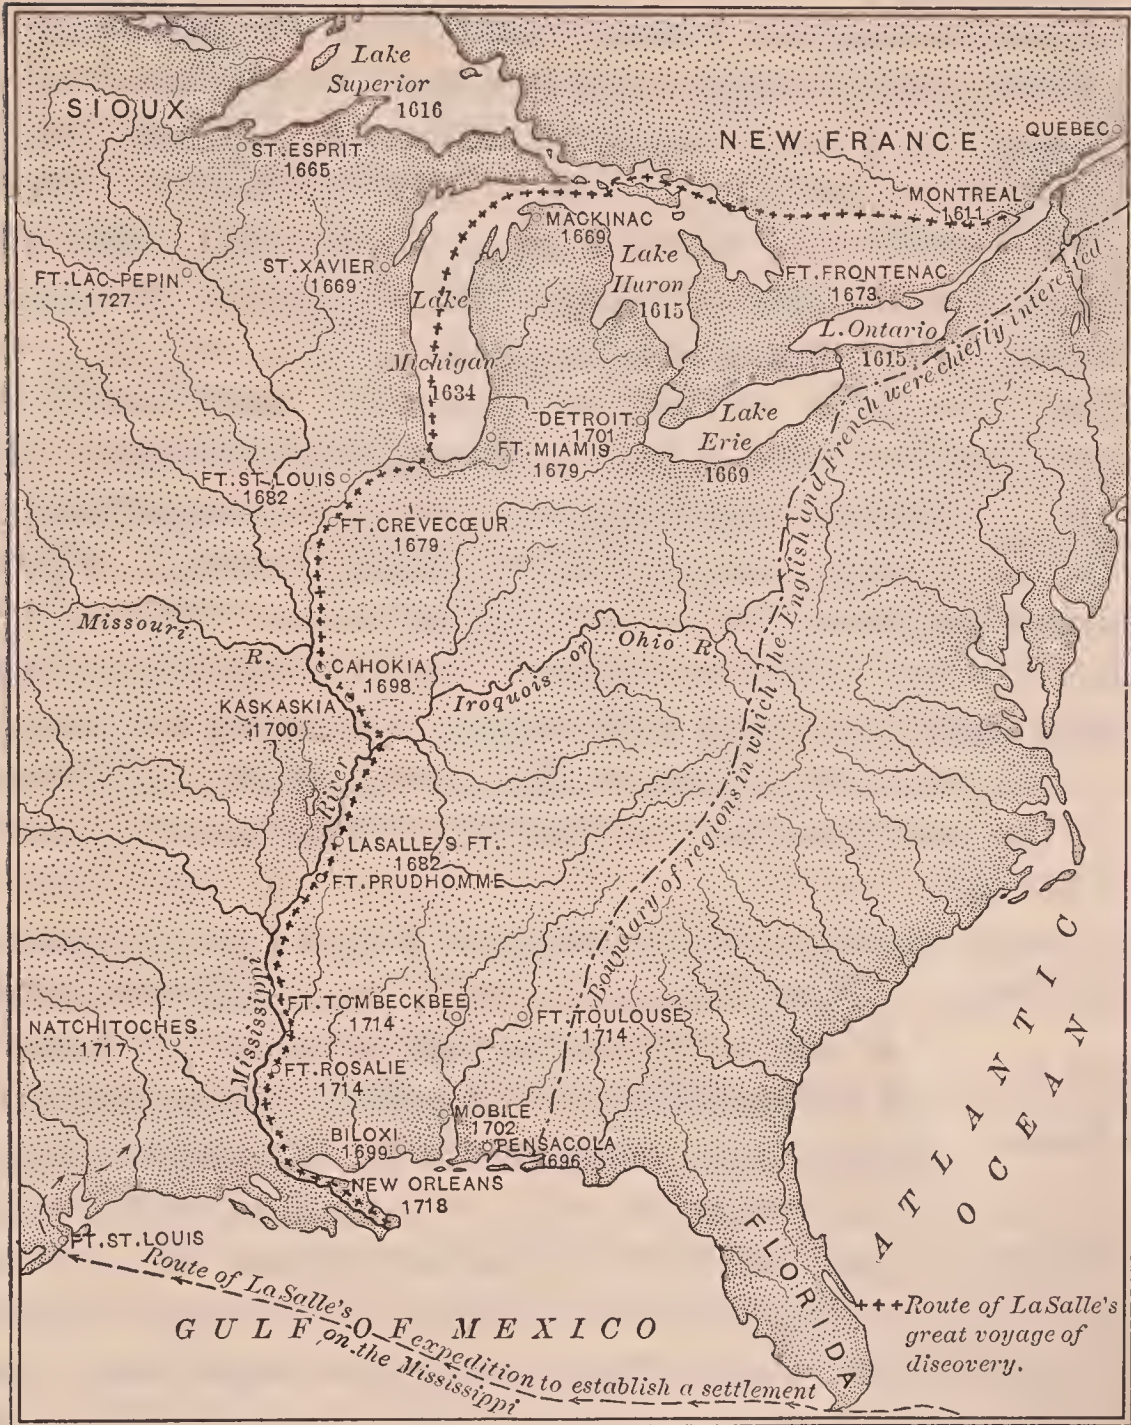 Lake
Superior
1616
SIOUX
ST. ESPRIT
1665
NEW FRANCE
QUEBEC
MONTREAL
1611
MACKINAC
1669
ST. XAVIER
1669
FT. LAC-PEPIN
1727
Lake
Huron
1615
FT. FRONTENAC
1673
L. Ontario
1615
Lake
Michigan
1634
DETROIT
1701
Lake
Erie
1669
FT. MIAMIS
1679
FT. ST. LOUIS
1682
FT. CREVECŒUR
1679
Missouri
R.
Iroquois or Ohio R.
CAHOKIA
1698
KASKASKIA
1700
Mississippi River
LASALLE'S FT.
1682
FT. PRUDHOMME
Boundary of regions in which the English and French were chiefly interested
FT. TOMBECKBEE
1714
FT. TOULOUSE
1714
NATCHITOCHES
1717
FT. ROSALIE
1714
MOBILE
1702
BILOXI
1699
PENSACOLA
1696
NEW ORLEANS
1718
FT. ST. LOUIS
ATLANTIC
OCEAN
FLORIDA
Route of LaSalle's expedition to establish a settlement
on the Mississippi
GULF OF MEXICO
+++Route of LaSalle's
great voyage of
diseovery.